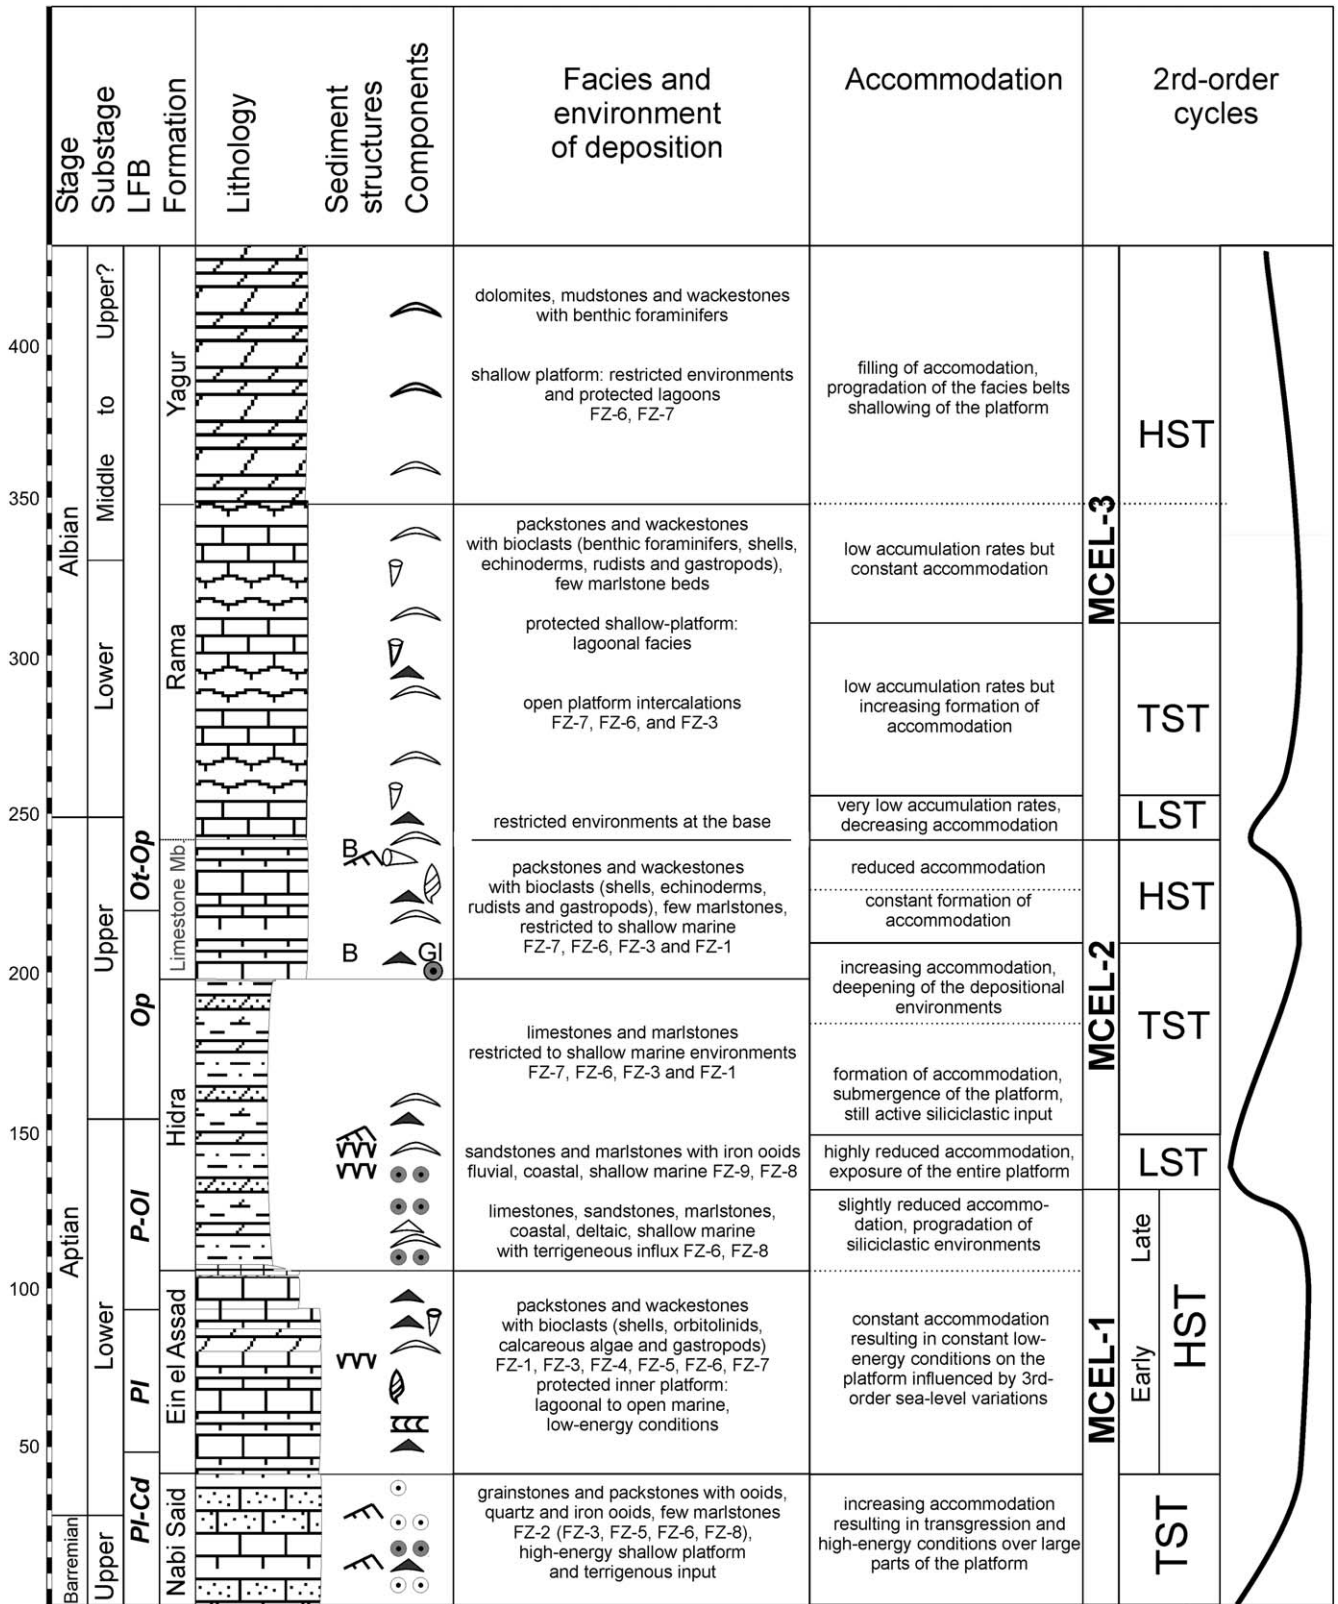 Stage
Substage
LFB
Formation
Lithology
Sediment
structures
Components
Facies and
environment
of deposition
Accommodation
2rd-order
cycles
400
350
300
250
200
150
100
50
Albian
Aptian
Barremian
Upper?
to
Middle
Lower
Upper
Lower
Upper
Ot-Op
Op
P-Ol
Pl
Pl-Cd
Yagur
Rama
Limestone Mb.
Hidra
Ein el Assad
Nabi Said
B
B
Gl
dolomites, mudstones and wackestones
with benthic foraminifers
shallow platform: restricted environments
and protected lagoons
FZ-6, FZ-7
packstones and wackestones
with bioclasts (benthic foraminifers, shells,
echinoderms, rudists and gastropods),
few marlstone beds
protected shallow-platform:
lagoonal facies
open platform intercalations
FZ-7, FZ-6, and FZ-3
restricted environments at the base
packstones and wackestones
with bioclasts (shells, echinoderms,
rudists and gastropods), few marlstones,
restricted to shallow marine
FZ-7, FZ-6, FZ-3 and FZ-1
limestones and marlstones
restricted to shallow marine environments
FZ-7, FZ-6, FZ-3 and FZ-1
sandstones and marlstones with iron ooids
fluvial, coastal, shallow marine FZ-9, FZ-8
limestones, sandstones, marlstones,
coastal, deltaic, shallow marine
with terrigeneous influx FZ-6, FZ-8
packstones and wackestones
with bioclasts (shells, orbitolinids,
calcareous algae and gastropods)
FZ-1, FZ-3, FZ-4, FZ-5, FZ-6, FZ-7
protected inner platform:
lagoonal to open marine,
low-energy conditions
grainstones and packstones with ooids,
quartz and iron ooids, few marlstones
FZ-2 (FZ-3, FZ-5, FZ-6, FZ-8),
high-energy shallow platform
and terrigenous input
filling of accomodation,
progradation of the facies belts
shallowing of the platform
low accumulation rates but
constant accommodation
low accumulation rates but
increasing formation of
accommodation
very low accumulation rates,
decreasing accommodation
reduced accommodation
constant formation of
accommodation
increasing accommodation,
deepening of the depositional
environments
formation of accommodation,
submergence of the platform,
still active siliciclastic input
highly reduced accommodation,
exposure of the entire platform
slightly reduced accommo-
dation, progradation of
siliciclastic environments
constant accommodation
resulting in constant low-
energy conditions on the
platform influenced by 3rd-
order sea-level variations
increasing accommodation
resulting in transgression and
high-energy conditions over large
parts of the platform
MCEL-3
MCEL-2
MCEL-1
HST
TST
LST
HST
TST
LST
Late
Early
HST
TST